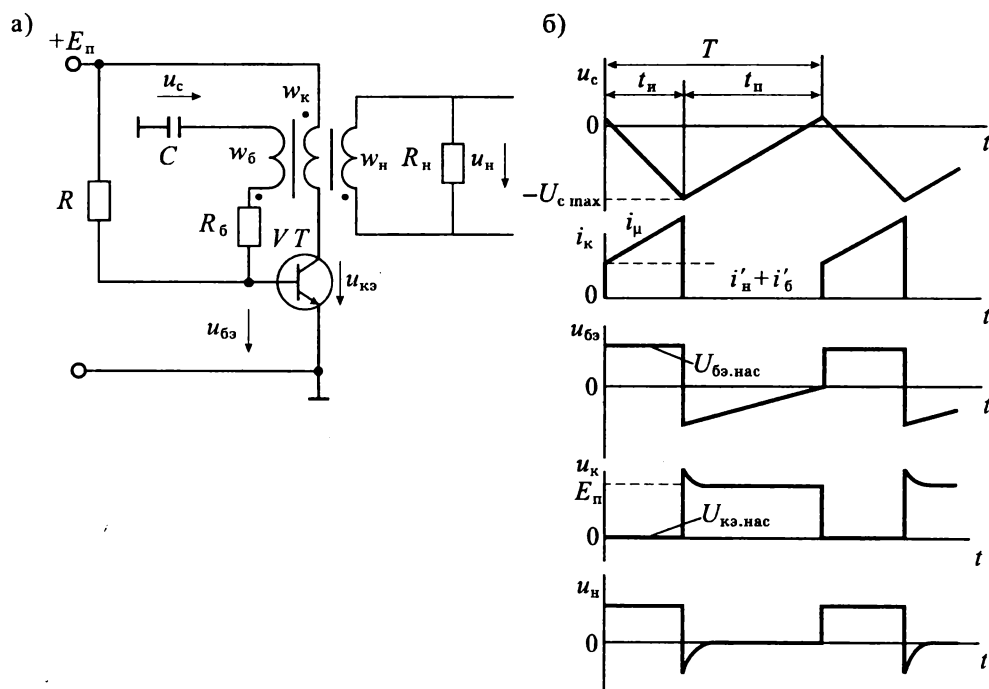 а)
+Eп
uс
C
wб
wк
wн
Rн
uн
R
Rб
VT
uкэ
uбэ
б)
T
uс
tи
tп
0
t
−Uс max
iк
iμ
i′н + i′б
0
t
uбэ
Uбэ.нас
0
t
uк
Eп
Uкэ.нас
0
t
uн
0
t